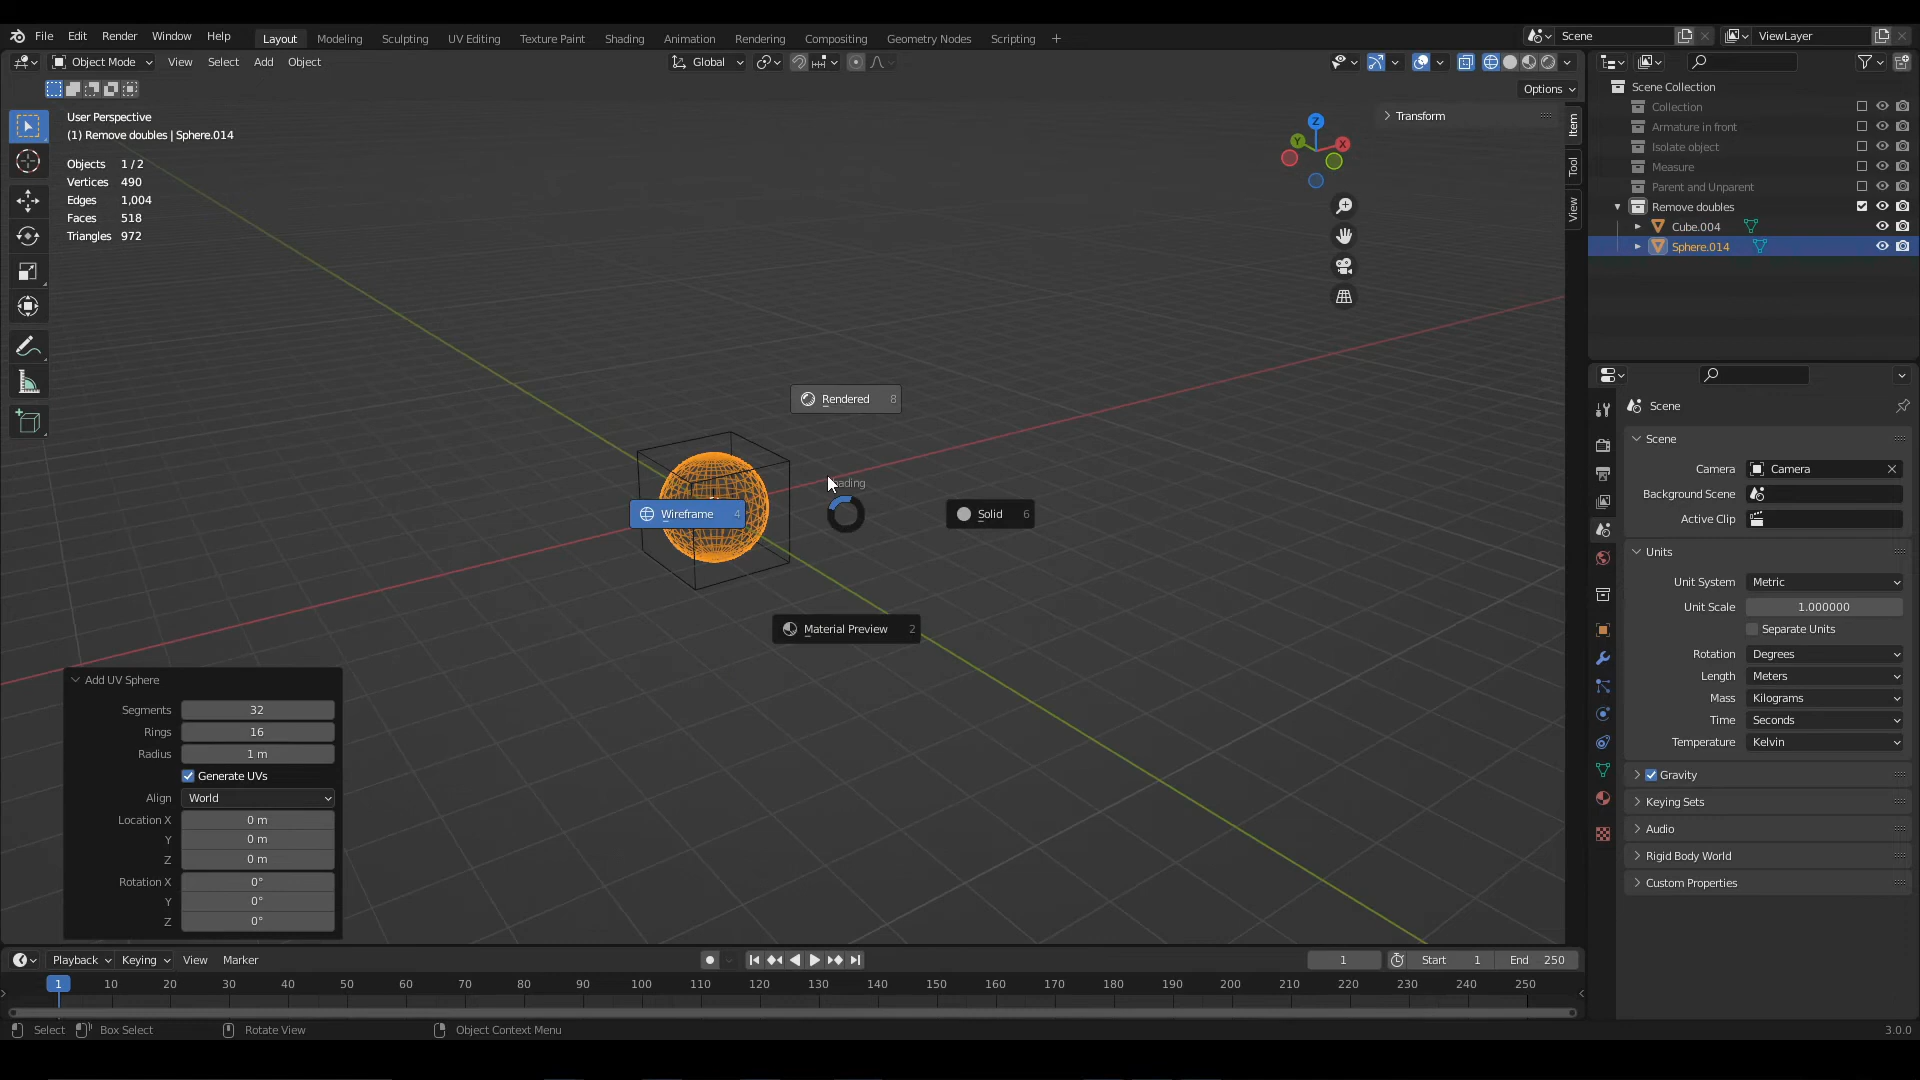 File Edit Render Window Help
Layout Modeling Sculpting UV Editing Texture Paint Shading Animation Rendering Compositing Geometry Nodes Scripting
Scene
ViewLayer
Object Mode View Select Add Object
Global
Options
User Perspective
(1) Remove doubles | Sphere.014
Objects 1 / 2
Vertices 490
Edges 1,004
Faces 518
Triangles 972
Transform
Item
Tool
View
Z
Y
X
Scene Collection
Collection
Armature in front
Isolate object
Measure
Parent and Unparent
Remove doubles
Cube.004
Sphere.014
Rendered 8
Wireframe 4
Solid 6
Material Preview 2
Scene
Scene
Camera Camera
Background Scene
Active Clip
Units
Unit System Metric
Unit Scale 1.000000
Separate Units
Rotation Degrees
Length Meters
Mass Kilograms
Time Seconds
Temperature Kelvin
Gravity
Keying Sets
Audio
Rigid Body World
Custom Properties
Add UV Sphere
Segments 32
Rings 16
Radius 1 m
Generate UVs
Align World
Location X 0 m
Y 0 m
Z 0 m
Rotation X 0°
Y 0°
Z 0°
Playback Keying View Marker
1 Start 1 End 250
1 10 20 30 40 50 60 70 80 90 100 110 120 130 140 150 160 170 180 190 200 210 220 230 240 250
Select Box Select Rotate View Object Context Menu
3.0.0